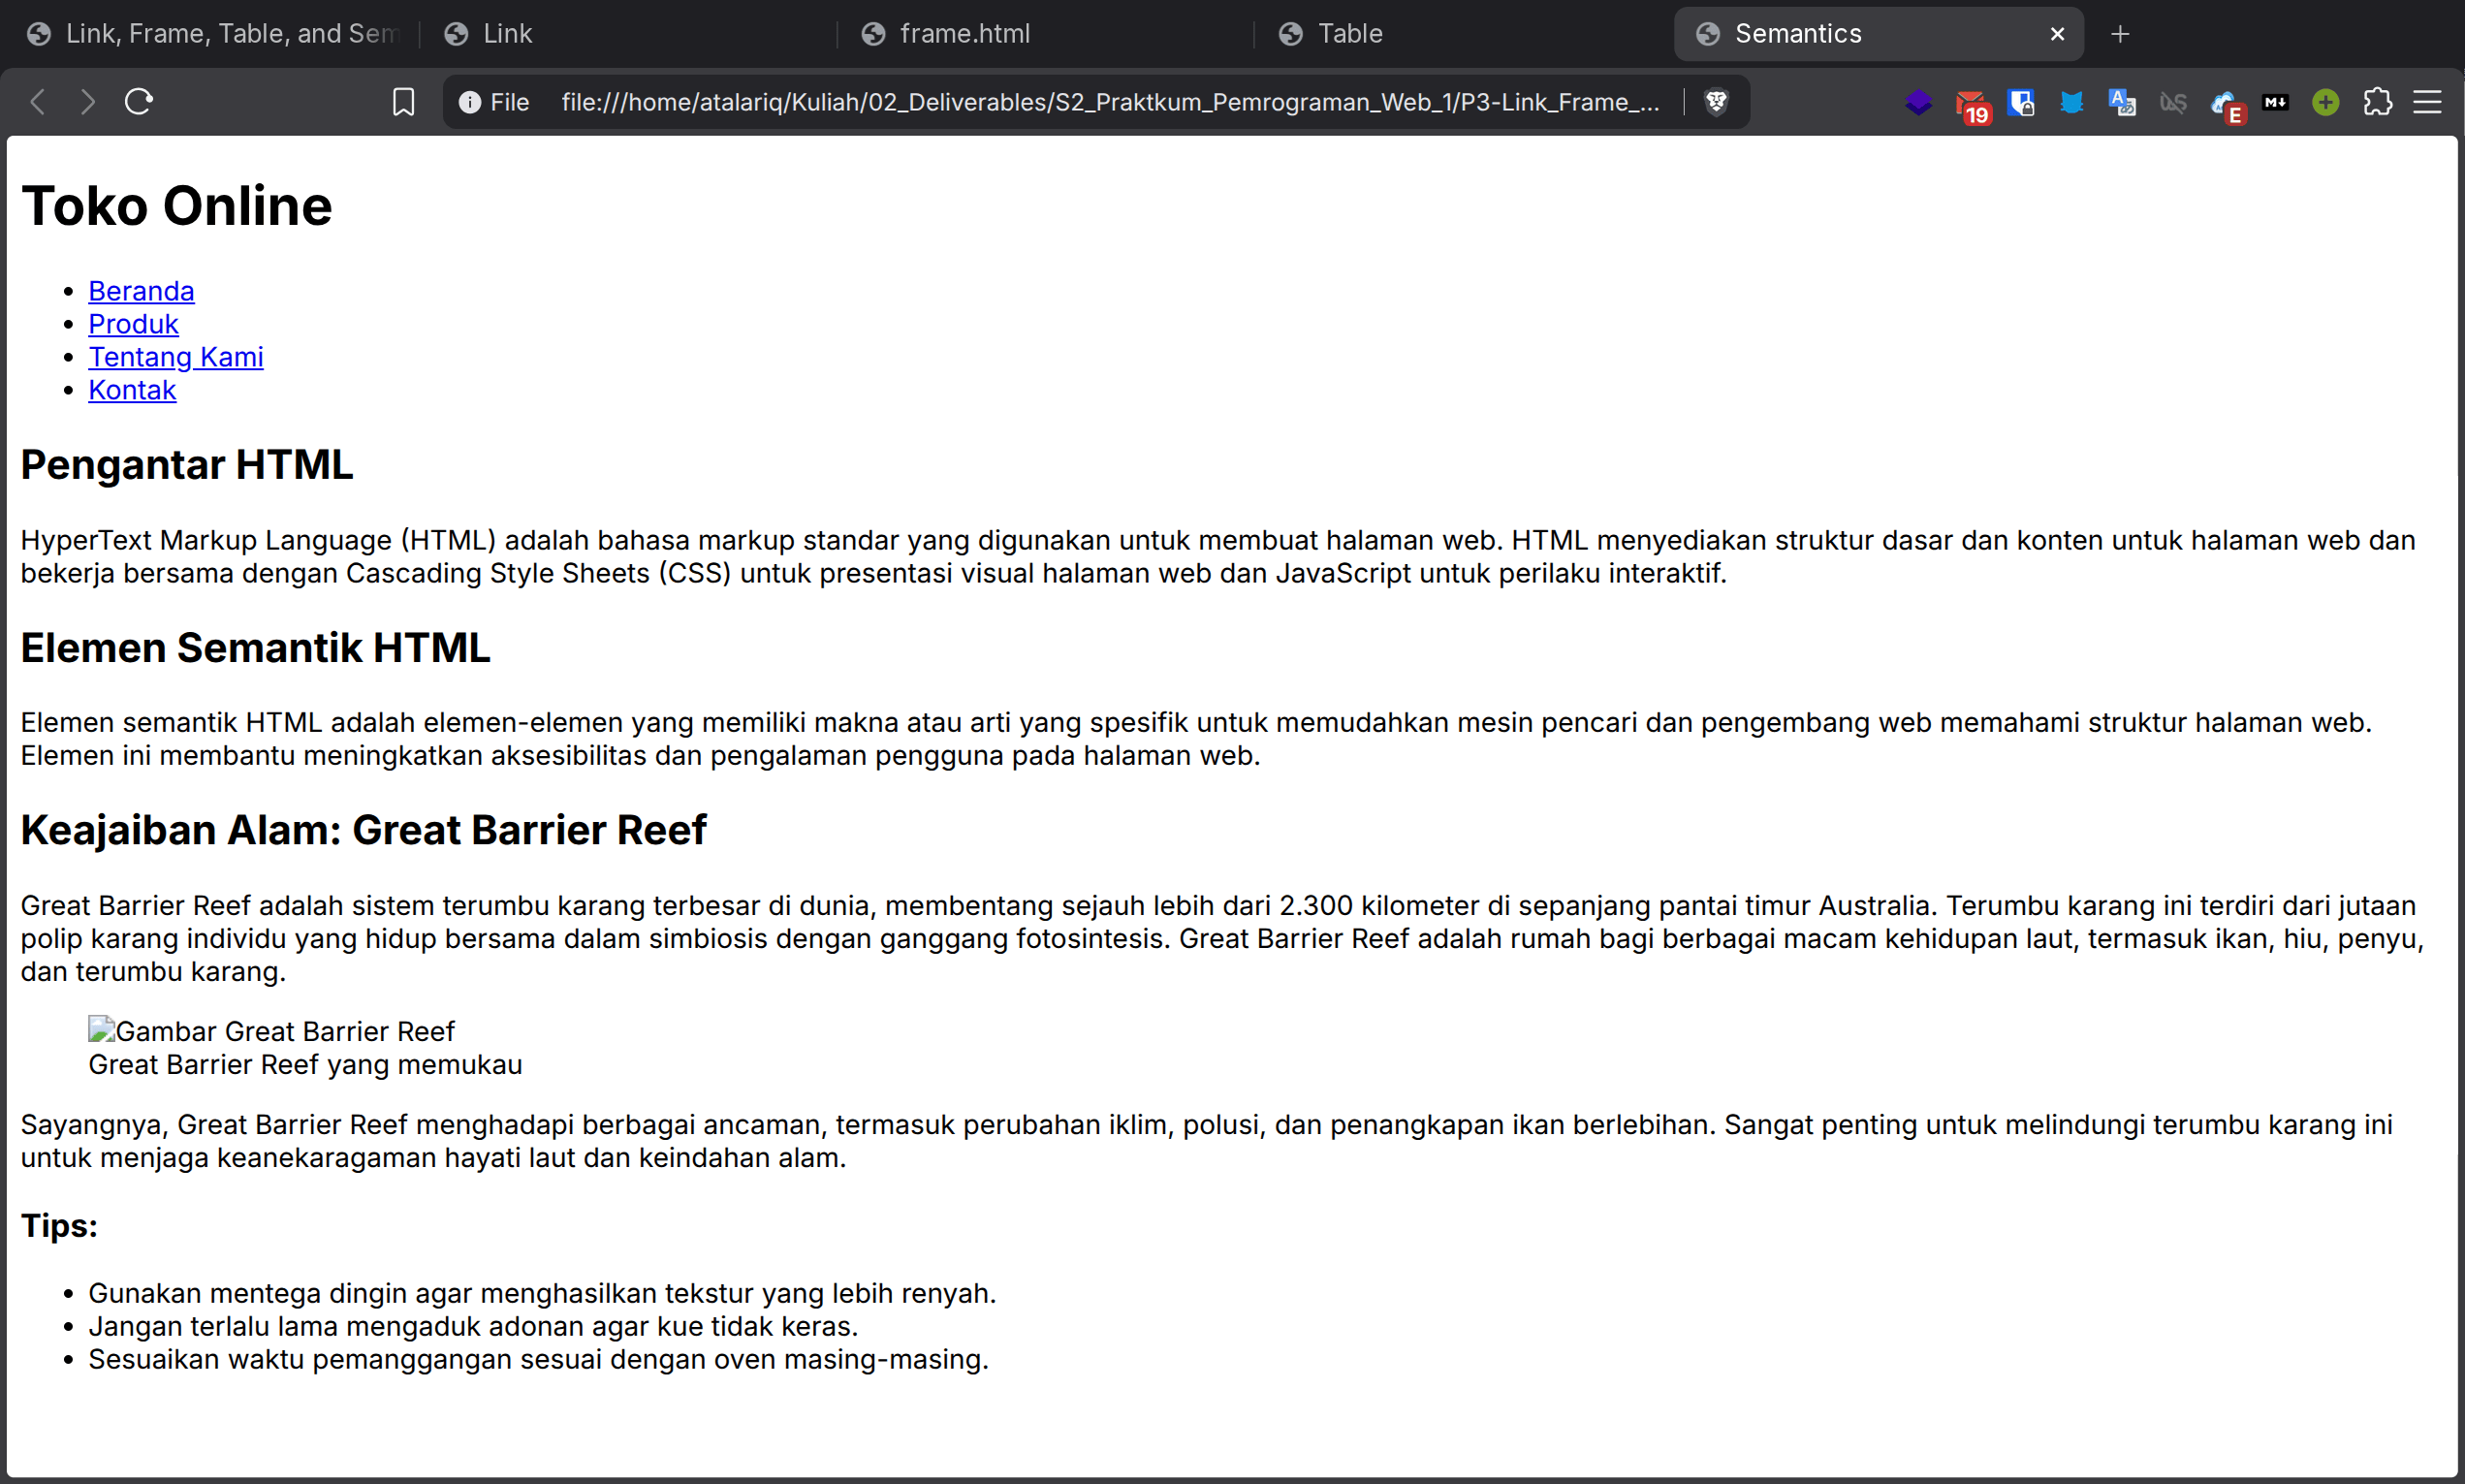 Link, Frame, Table, and Sem
Link
frame.html
Table
Semantics
File file:///home/atalariq/Kuliah/02_Deliverables/S2_Praktkum_Pemrograman_Web_1/P3-Link_Frame_...
19
E
Toko Online
Beranda
Produk
Tentang Kami
Kontak
Pengantar HTML
HyperText Markup Language (HTML) adalah bahasa markup standar yang digunakan untuk membuat halaman web. HTML menyediakan struktur dasar dan konten untuk halaman web dan
bekerja bersama dengan Cascading Style Sheets (CSS) untuk presentasi visual halaman web dan JavaScript untuk perilaku interaktif.
Elemen Semantik HTML
Elemen semantik HTML adalah elemen-elemen yang memiliki makna atau arti yang spesifik untuk memudahkan mesin pencari dan pengembang web memahami struktur halaman web.
Elemen ini membantu meningkatkan aksesibilitas dan pengalaman pengguna pada halaman web.
Keajaiban Alam: Great Barrier Reef
Great Barrier Reef adalah sistem terumbu karang terbesar di dunia, membentang sejauh lebih dari 2.300 kilometer di sepanjang pantai timur Australia. Terumbu karang ini terdiri dari jutaan
polip karang individu yang hidup bersama dalam simbiosis dengan ganggang fotosintesis. Great Barrier Reef adalah rumah bagi berbagai macam kehidupan laut, termasuk ikan, hiu, penyu,
dan terumbu karang.
Gambar Great Barrier Reef
Great Barrier Reef yang memukau
Sayangnya, Great Barrier Reef menghadapi berbagai ancaman, termasuk perubahan iklim, polusi, dan penangkapan ikan berlebihan. Sangat penting untuk melindungi terumbu karang ini
untuk menjaga keanekaragaman hayati laut dan keindahan alam.
Tips:
Gunakan mentega dingin agar menghasilkan tekstur yang lebih renyah.
Jangan terlalu lama mengaduk adonan agar kue tidak keras.
Sesuaikan waktu pemanggangan sesuai dengan oven masing-masing.